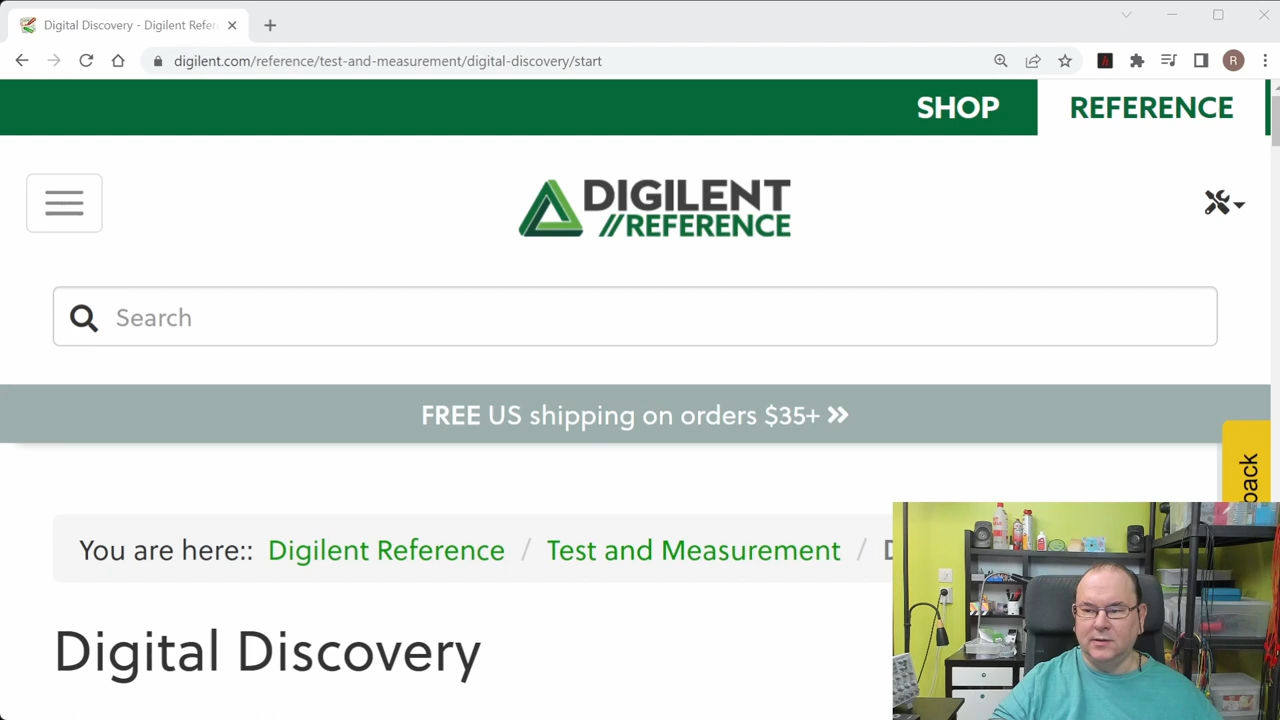 Digital Discovery - Digilent Refer
digilent.com/reference/test-and-measurement/digital-discovery/start
R
SHOP
REFERENCE
DIGILENT
//REFERENCE
Search
FREE US shipping on orders $35+ »
You are here:: Digilent Reference / Test and Measurement / D
back
Digital Discovery